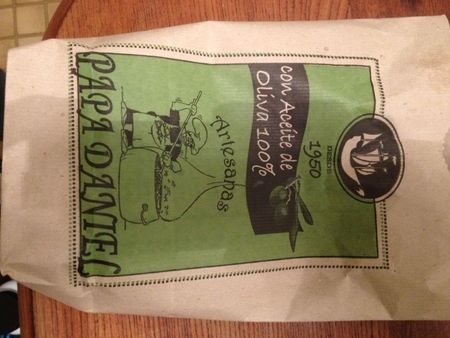 DESDE
1950
con Aceite de
Oliva 100%
Artesanas
PAPA DANIEL